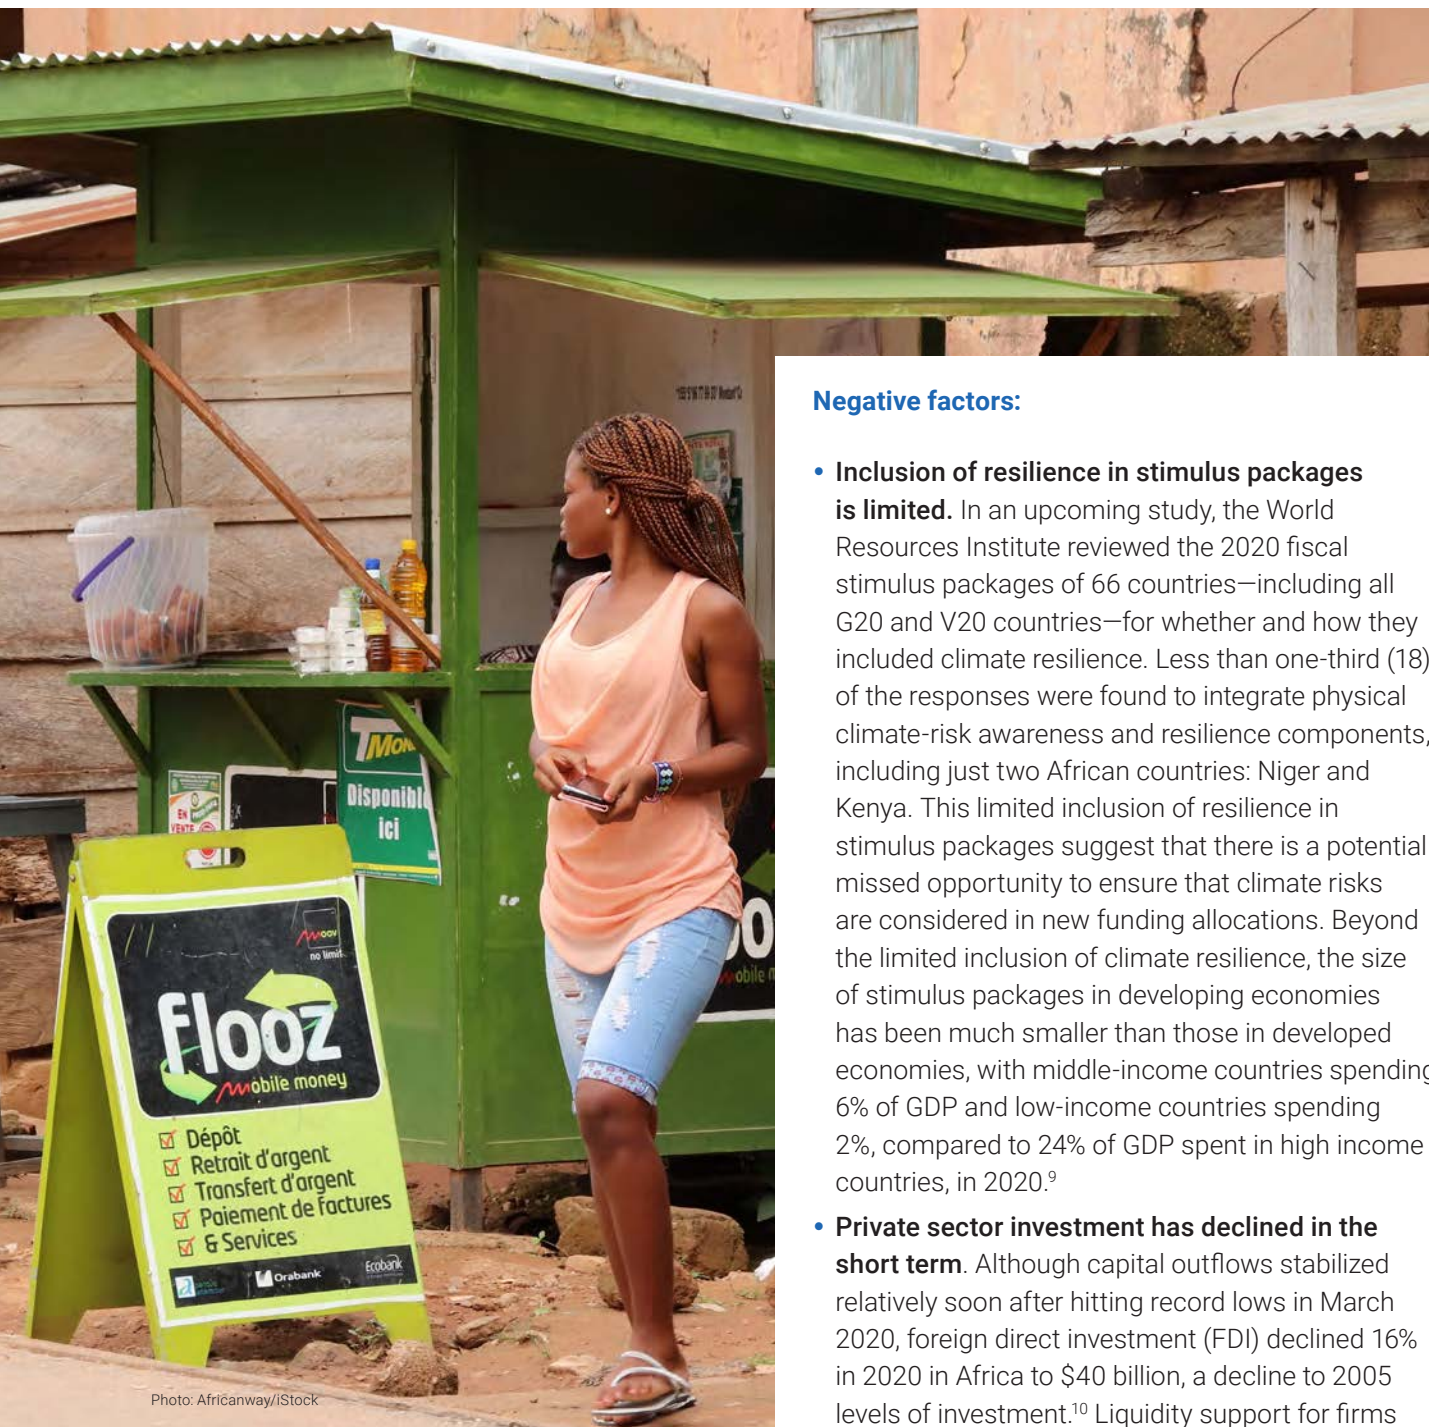 TMON
Disponible
ici
EN
VENTE
moov
no limit
flooz
mobile money
Dépôt
Retrait d'argent
Transfert d'argent
Paiement de factures
& Services
Orabank
Ecobank
Photo: Africanway/iStock
Negative factors:
• Inclusion of resilience in stimulus packages
is limited. In an upcoming study, the World
Resources Institute reviewed the 2020 fiscal
stimulus packages of 66 countries—including all
G20 and V20 countries—for whether and how they
included climate resilience. Less than one-third (18)
of the responses were found to integrate physical
climate-risk awareness and resilience components,
including just two African countries: Niger and
Kenya. This limited inclusion of resilience in
stimulus packages suggest that there is a potential
missed opportunity to ensure that climate risks
are considered in new funding allocations. Beyond
the limited inclusion of climate resilience, the size
of stimulus packages in developing economies
has been much smaller than those in developed
economies, with middle-income countries spending
6% of GDP and low-income countries spending
2%, compared to 24% of GDP spent in high income
countries, in 2020.⁹
• Private sector investment has declined in the
short term. Although capital outflows stabilized
relatively soon after hitting record lows in March
2020, foreign direct investment (FDI) declined 16%
in 2020 in Africa to $40 billion, a decline to 2005
levels of investment.¹⁰ Liquidity support for firms